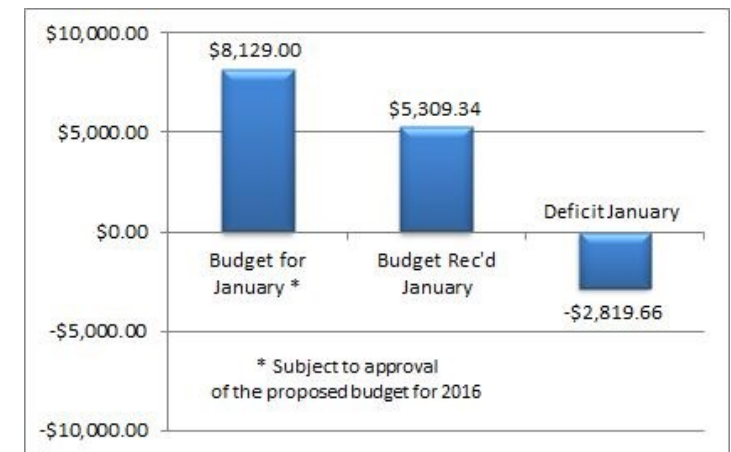 $10,000.00
$8,129.00
$5,309.34
$5,000.00
Deficit January
$0.00
Budget for
January *
Budget Rec'd
January
-$2,819.66
-$5,000.00
* Subject to approval
of the proposed budget for 2016
-$10,000.00